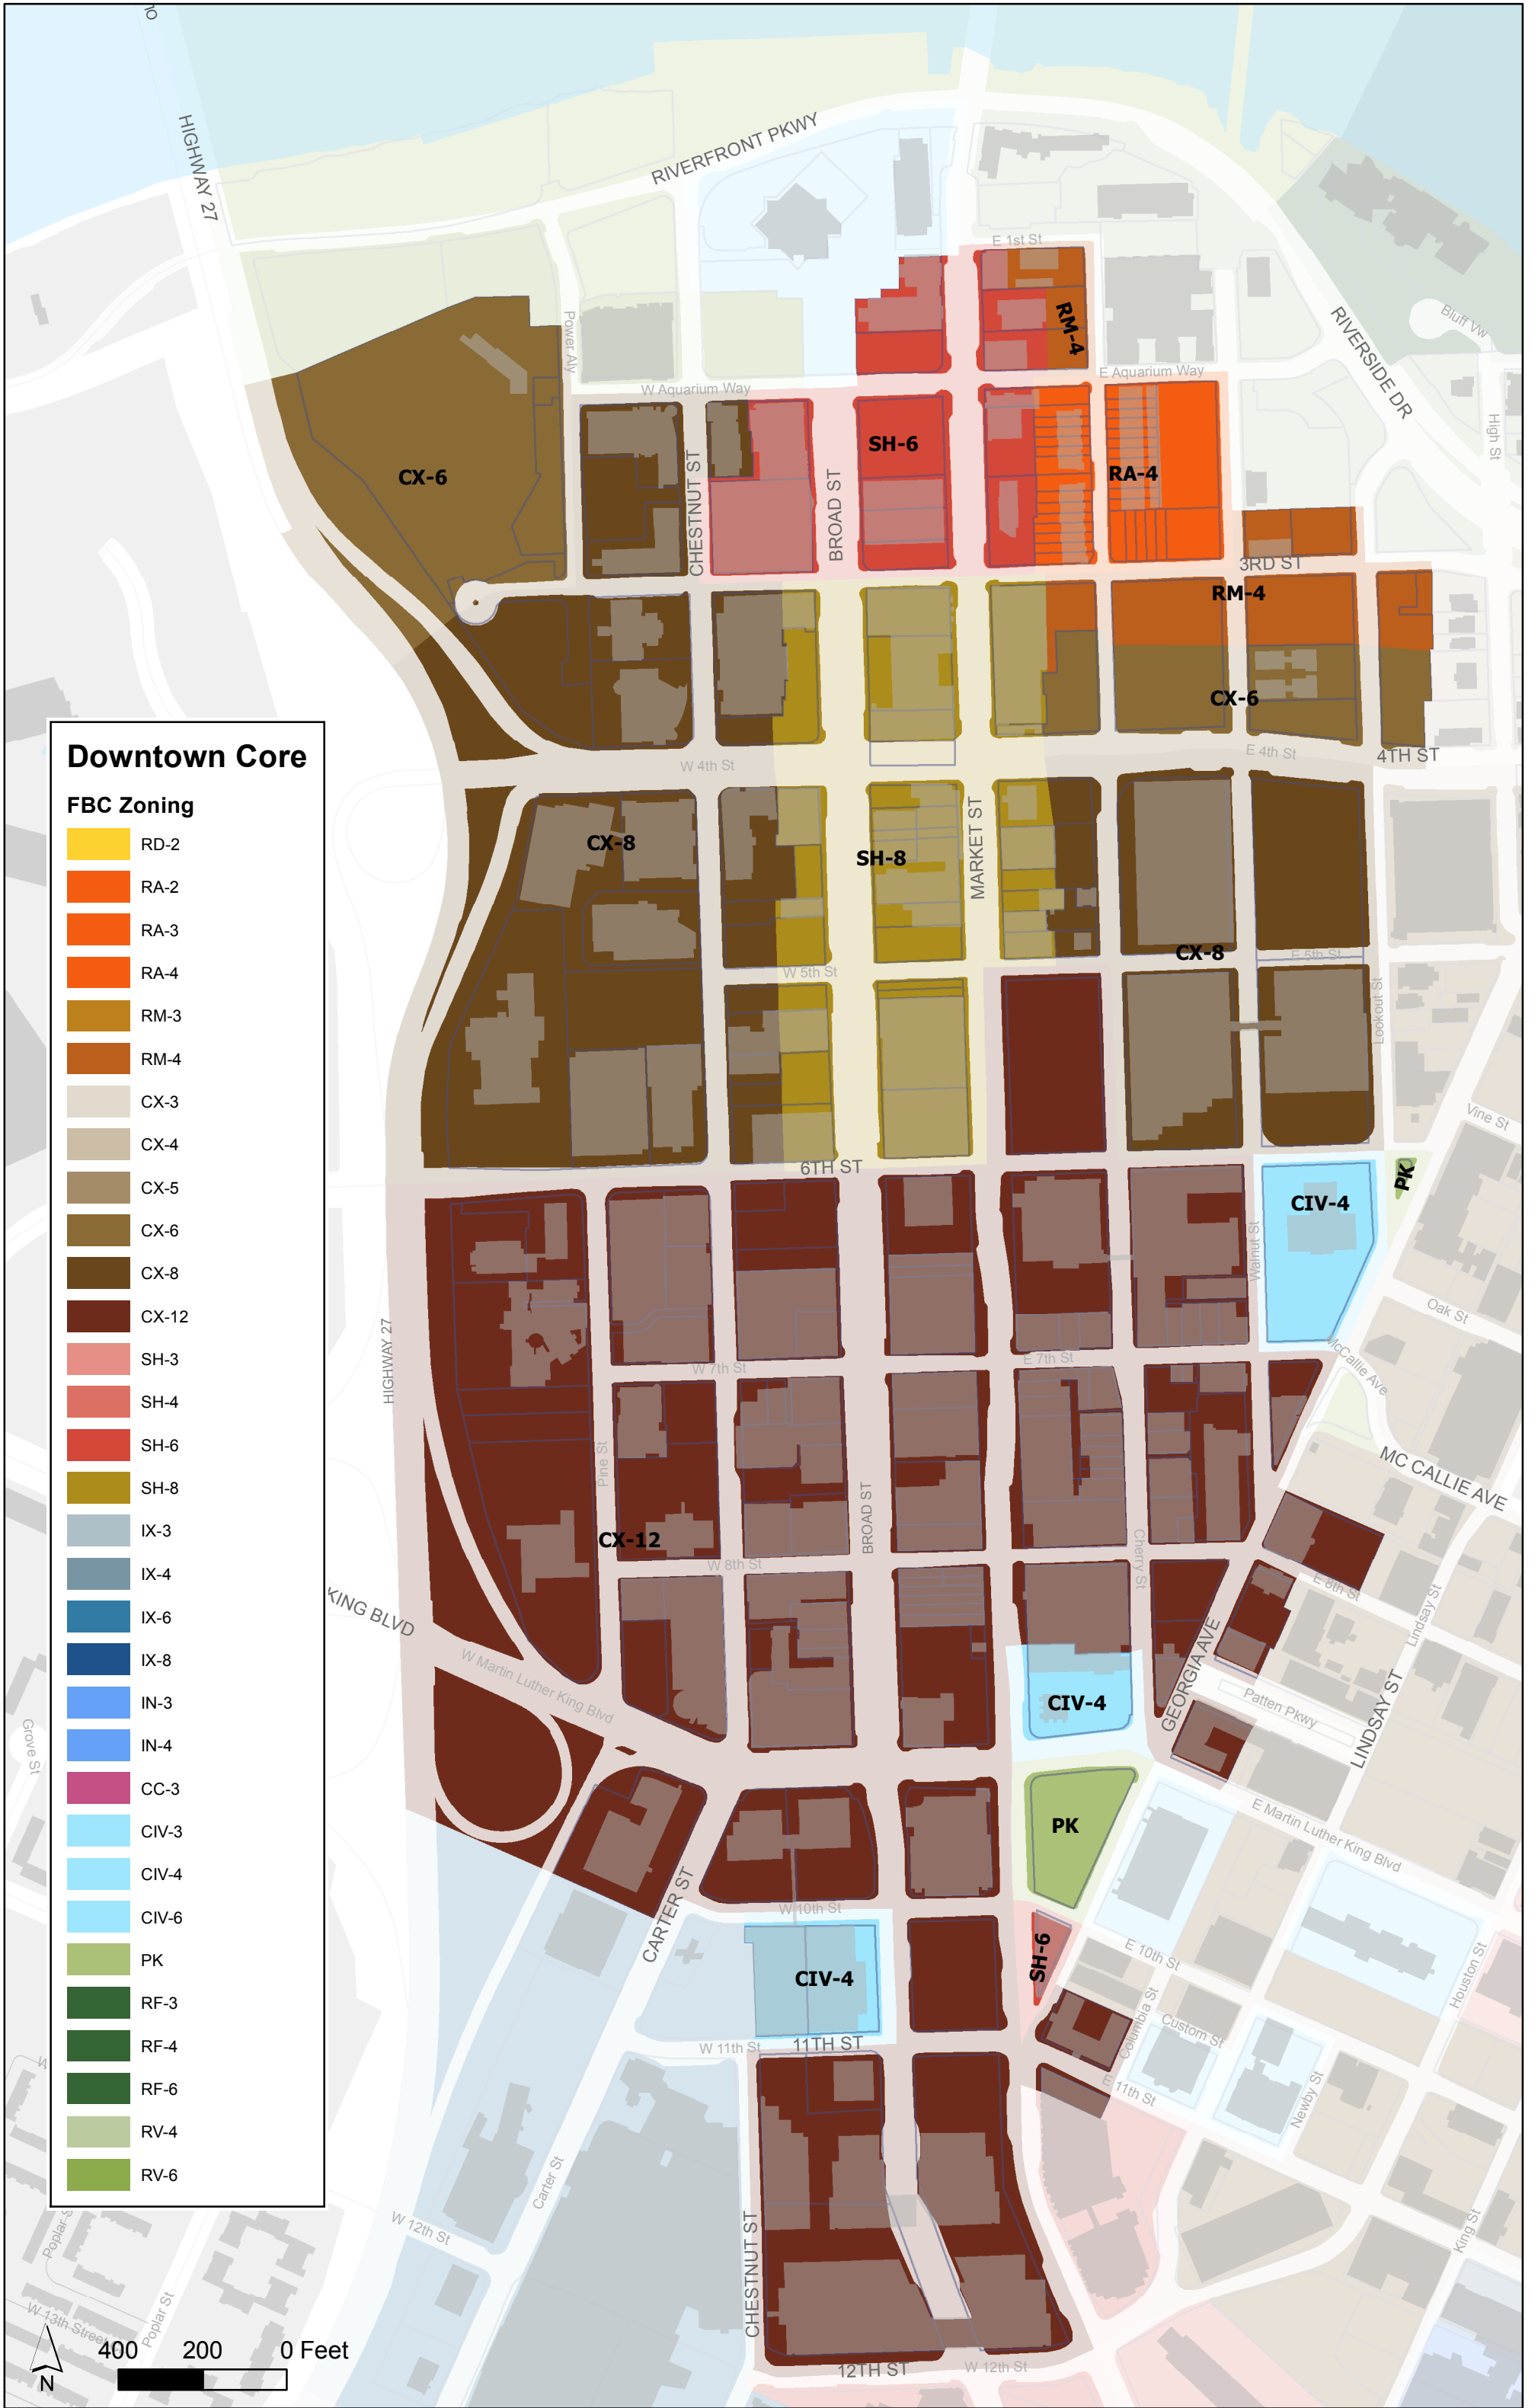 HIGHWAY 27
RIVERFRONT PKWY
E 1st St
RM-4
Power Aly
Bluff Vw
RIVERSIDE DR
W Aquarium Way
E Aquarium Way
High St
CX-6
CHESTNUT ST
BROAD ST
SH-6
RA-4
3RD ST
RM-4
CX-6
W 4th St
E 4th St
4TH ST
CX-8
SH-8
MARKET ST
CX-8
W 5th St
E 5th St
Lookout St
Vine St
6TH ST
CIV-4
PK
Walnut St
Oak St
McCallie Ave
HIGHWAY 27
W 7th St
E 7th St
MC CALLIE AVE
Pine St
BROAD ST
CX-12
W 8th St
Cherry St
E 8th St
Lindsay St
KING BLVD
W Martin Luther King Blvd
CIV-4
GEORGIA AVE
Patten Pkwy
LINDSAY ST
Grove St
PK
E Martin Luther King Blvd
CARTER ST
W 10th St
SH-6
E 10th St
Houston St
CIV-4
Columbia St
Custom St
W 11th St
11TH ST
E 11th St
Newby St
Carter St
W 12th St
CHESTNUT ST
King St
Poplar St
Poplar St
W 13th Street
12TH ST
W 12th St
Downtown Core
FBC Zoning
RD-2
RA-2
RA-3
RA-4
RM-3
RM-4
CX-3
CX-4
CX-5
CX-6
CX-8
CX-12
SH-3
SH-4
SH-6
SH-8
IX-3
IX-4
IX-6
IX-8
IN-3
IN-4
CC-3
CIV-3
CIV-4
CIV-6
PK
RF-3
RF-4
RF-6
RV-4
RV-6
400 200 0 Feet
N